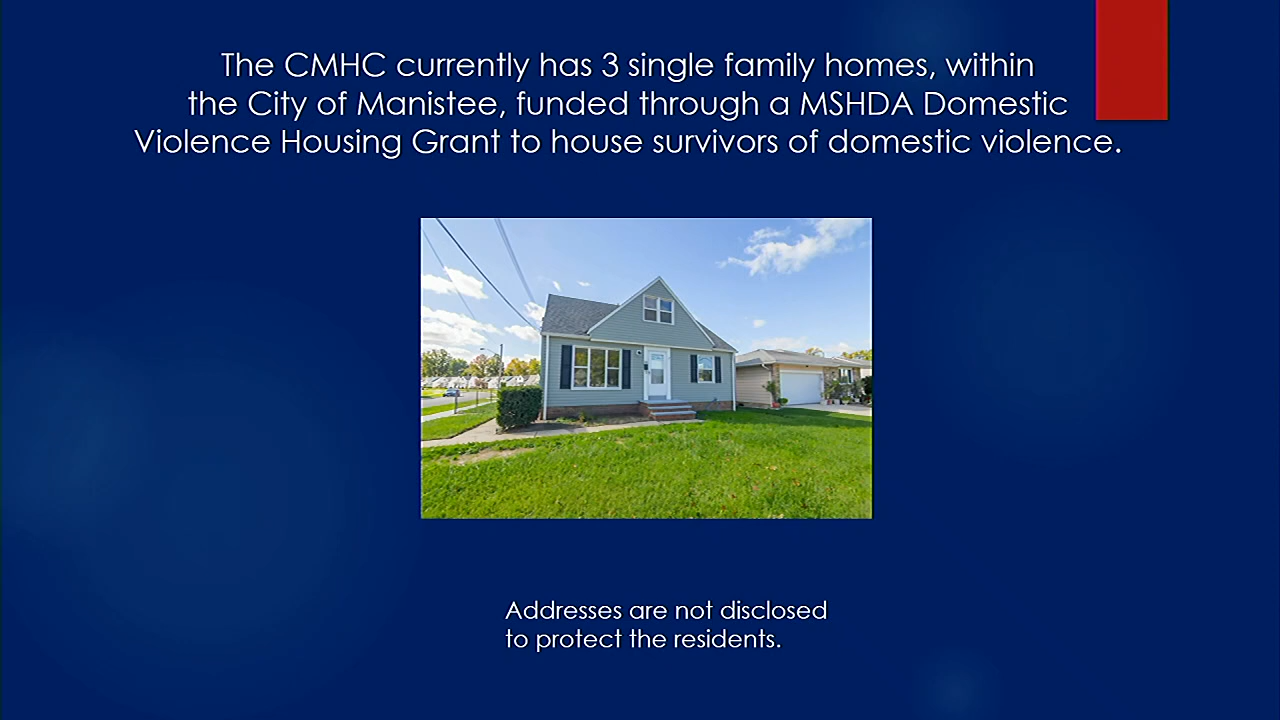 The CMHC currently has 3 single family homes, within
the City of Manistee, funded through a MSHDA Domestic
Violence Housing Grant to house survivors of domestic violence.
Addresses are not disclosed
to protect the residents.